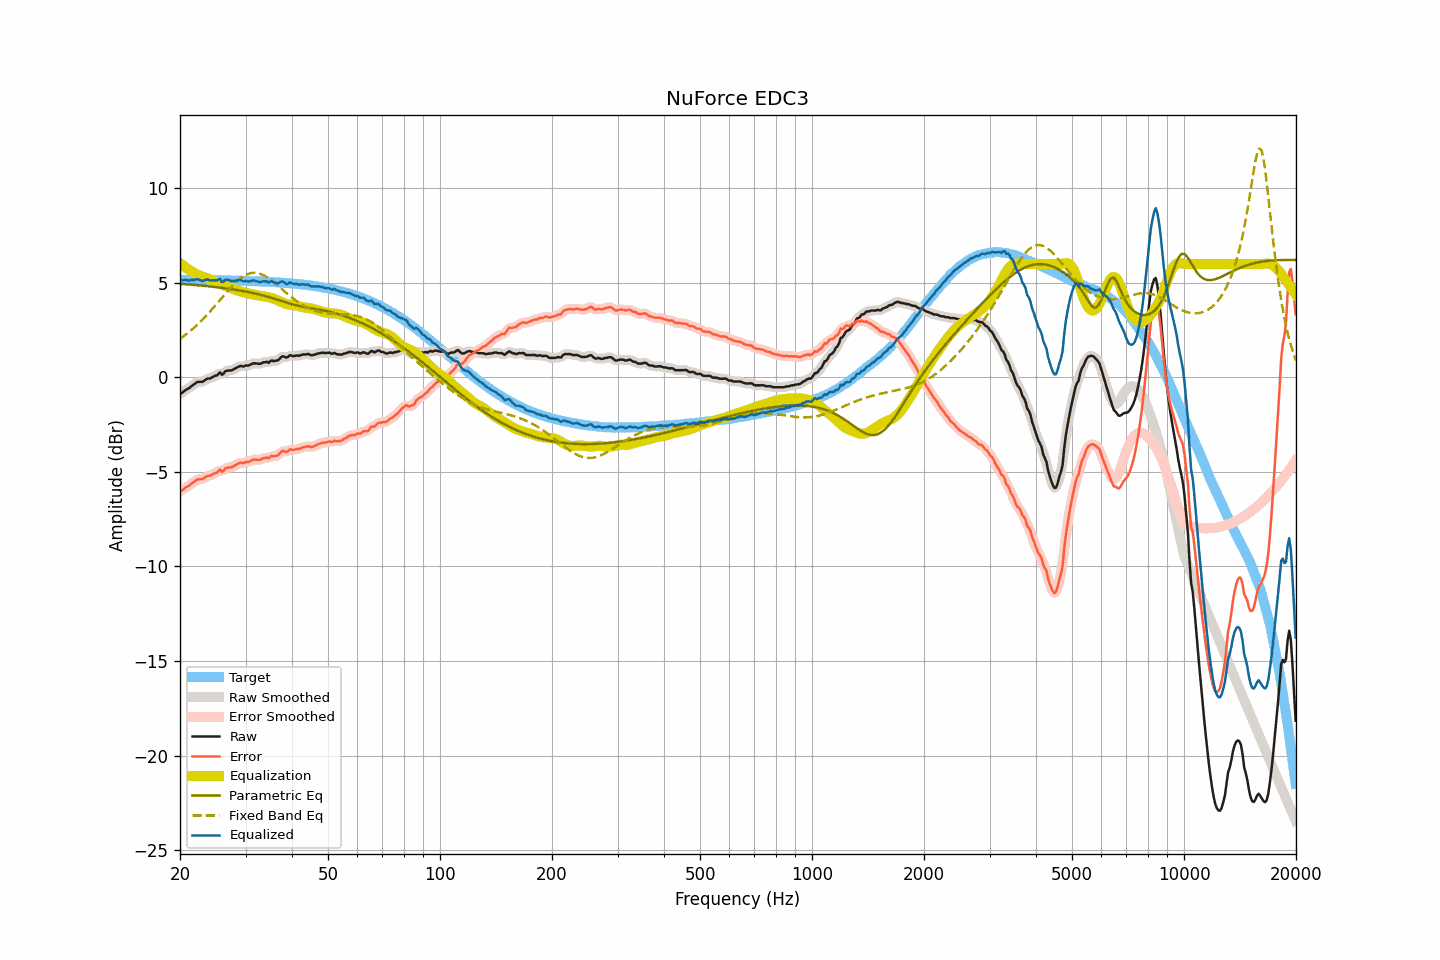 NuForce EDC3
Amplitude (dBr)
10
5
0
−5
−10
−15
−20
−25
Target
Raw Smoothed
Error Smoothed
Raw
Error
Equalization
Parametric Eq
Fixed Band Eq
Equalized
20 50 100 200 500 1000 2000 5000 10000 20000
Frequency (Hz)